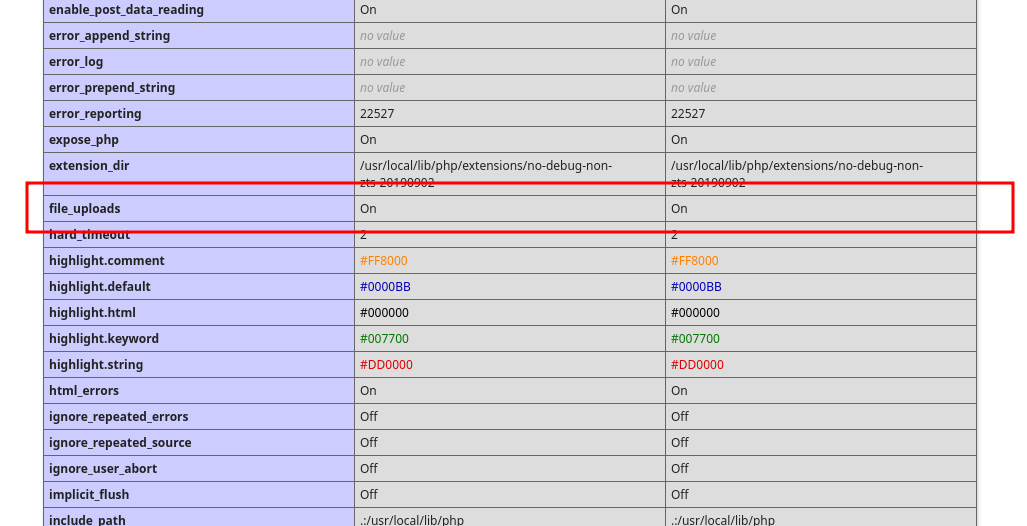 enable_post_data_reading On On
error_append_string no value no value
error_log no value no value
error_prepend_string no value no value
error_reporting 22527 22527
expose_php On On
extension_dir /usr/local/lib/php/extensions/no-debug-non- /usr/local/lib/php/extensions/no-debug-non-
zts-20190902 zts-20190902
file_uploads On On
hard_timeout 2 2
highlight.comment #FF8000 #FF8000
highlight.default #0000BB #0000BB
highlight.html #000000 #000000
highlight.keyword #007700 #007700
highlight.string #DD0000 #DD0000
html_errors On On
ignore_repeated_errors Off Off
ignore_repeated_source Off Off
ignore_user_abort Off Off
implicit_flush Off Off
include_path .:/usr/local/lib/php .:/usr/local/lib/php